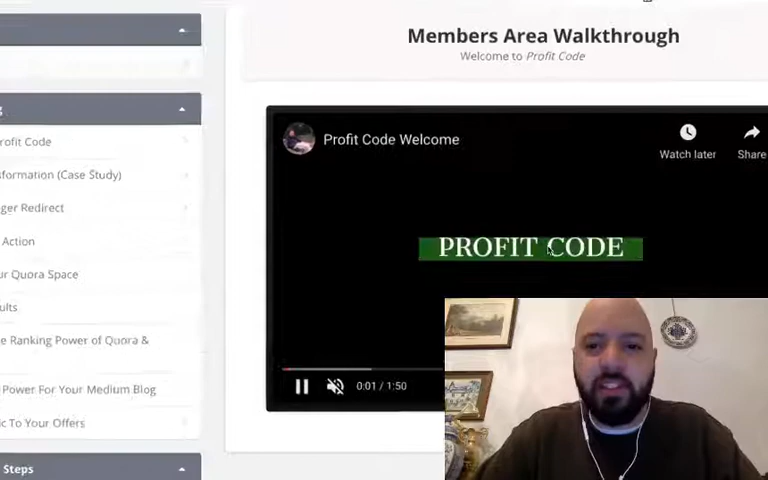 Members Area Walkthrough
Welcome to Profit Code
rofit Code
sformation (Case Study)
ger Redirect
Action
ur Quora Space
ults
e Ranking Power of Quora &
Power For Your Medium Blog
ic To Your Offers
Steps
Profit Code Welcome
Watch later
Share
PROFIT CODE
0:01 / 1:50